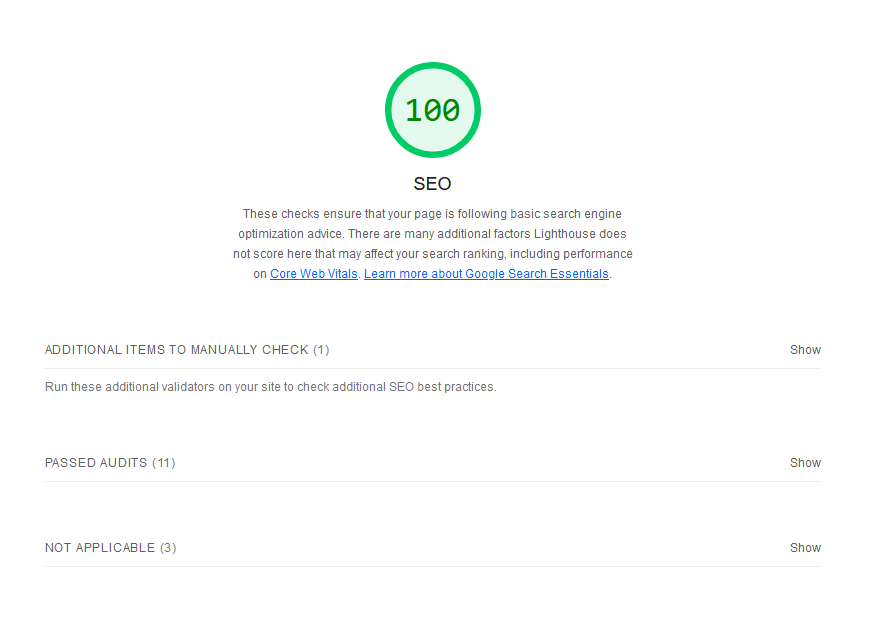 100
SEO
These checks ensure that your page is following basic search engine
optimization advice. There are many additional factors Lighthouse does
not score here that may affect your search ranking, including performance
on Core Web Vitals. Learn more about Google Search Essentials.
ADDITIONAL ITEMS TO MANUALLY CHECK (1) Show
Run these additional validators on your site to check additional SEO best practices.
PASSED AUDITS (11) Show
NOT APPLICABLE (3) Show